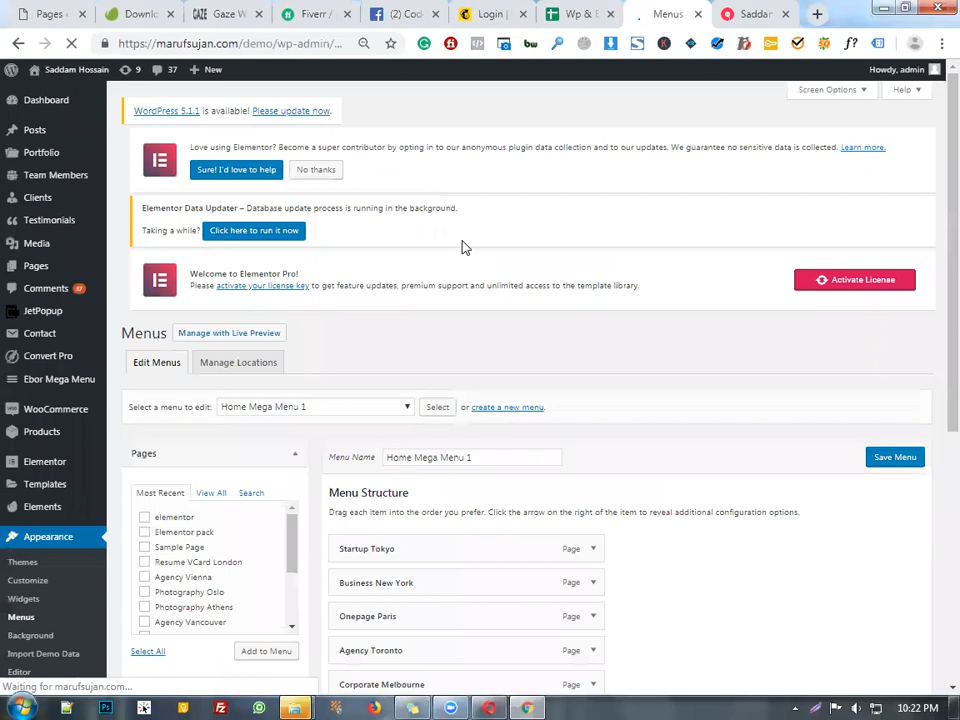 Pages (
Downlo
GAZE Gaze W
Fiverr /
(2) Cod
Login |
Wp & E
Menus
Saddar
https://marufsujan.com/demo/wp-admin/...
Saddam Hossain 9 37 New
Howdy, admin
Dashboard
Posts
Portfolio
Team Members
Clients
Testimonials
Media
Pages
Comments 37
JetPopup
Contact
Convert Pro
Ebor Mega Menu
WooCommerce
Products
Elementor
Templates
Elements
Appearance
Themes
Customize
Widgets
Menus
Background
Import Demo Data
Editor
Screen Options
Help
WordPress 5.1.1 is available! Please update now.
Love using Elementor? Become a super contributor by opting in to our anonymous plugin data collection and to our updates. We guarantee no sensitive data is collected. Learn more.
Sure! I'd love to help
No thanks
Elementor Data Updater – Database update process is running in the background.
Taking a while? Click here to run it now
Welcome to Elementor Pro!
Please activate your license key to get feature updates, premium support and unlimited access to the template library.
Activate License
Menus Manage with Live Preview
Edit Menus
Manage Locations
Select a menu to edit: Home Mega Menu 1 Select or create a new menu.
Pages
Most Recent View All Search
elementor
Elementor pack
Sample Page
Resume VCard London
Agency Vienna
Photography Oslo
Photography Athens
Agency Vancouver
Select All Add to Menu
Menu Name Home Mega Menu 1 Save Menu
Menu Structure
Drag each item into the order you prefer. Click the arrow on the right of the item to reveal additional configuration options.
Startup Tokyo Page
Business New York Page
Onepage Paris Page
Agency Toronto Page
Corporate Melbourne Page
Waiting for marufsujan.com...
10:22 PM